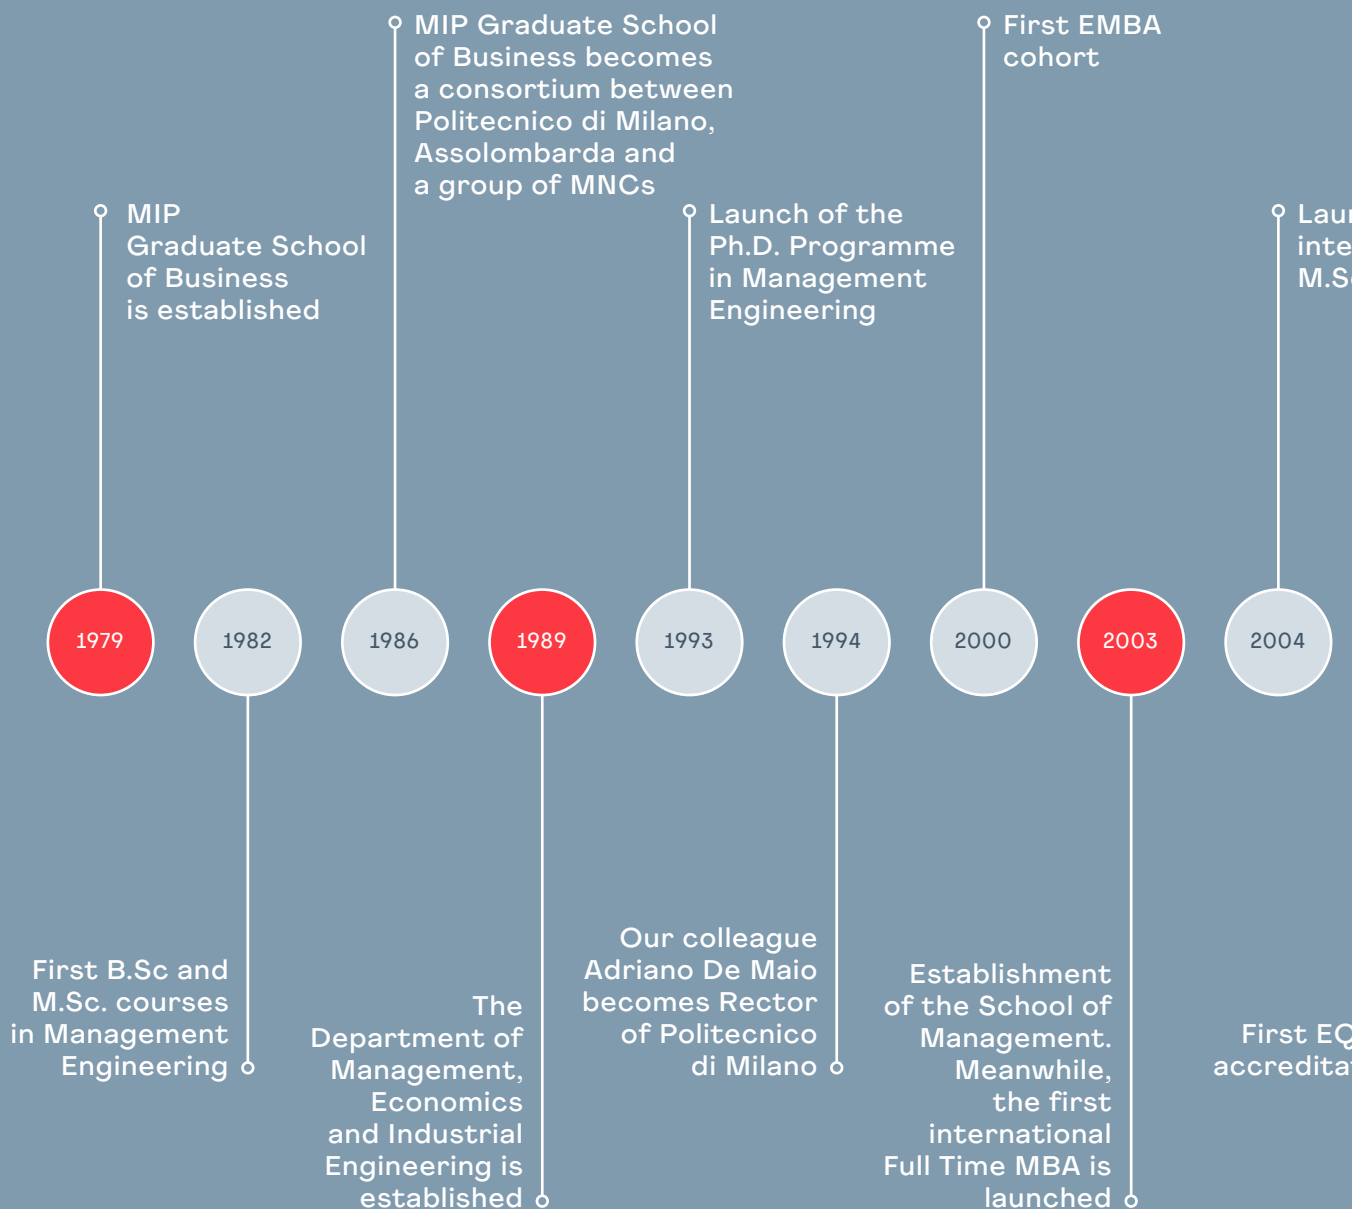 MIP Graduate School
of Business becomes
a consortium between
Politecnico di Milano,
Assolombarda and
a group of MNCs
First EMBA
cohort
MIP
Graduate School
of Business
is established
Launch of the
Ph.D. Programme
in Management
Engineering
1979
1982
1986
1989
1993
1994
2000
2003
2004
First B.Sc and
M.Sc. courses
in Management
Engineering
The
Department of
Management,
Economics
and Industrial
Engineering is
established
Our colleague
Adriano De Maio
becomes Rector
of Politecnico
di Milano
Establishment
of the School of
Management.
Meanwhile,
the first
international
Full Time MBA is
launched
First